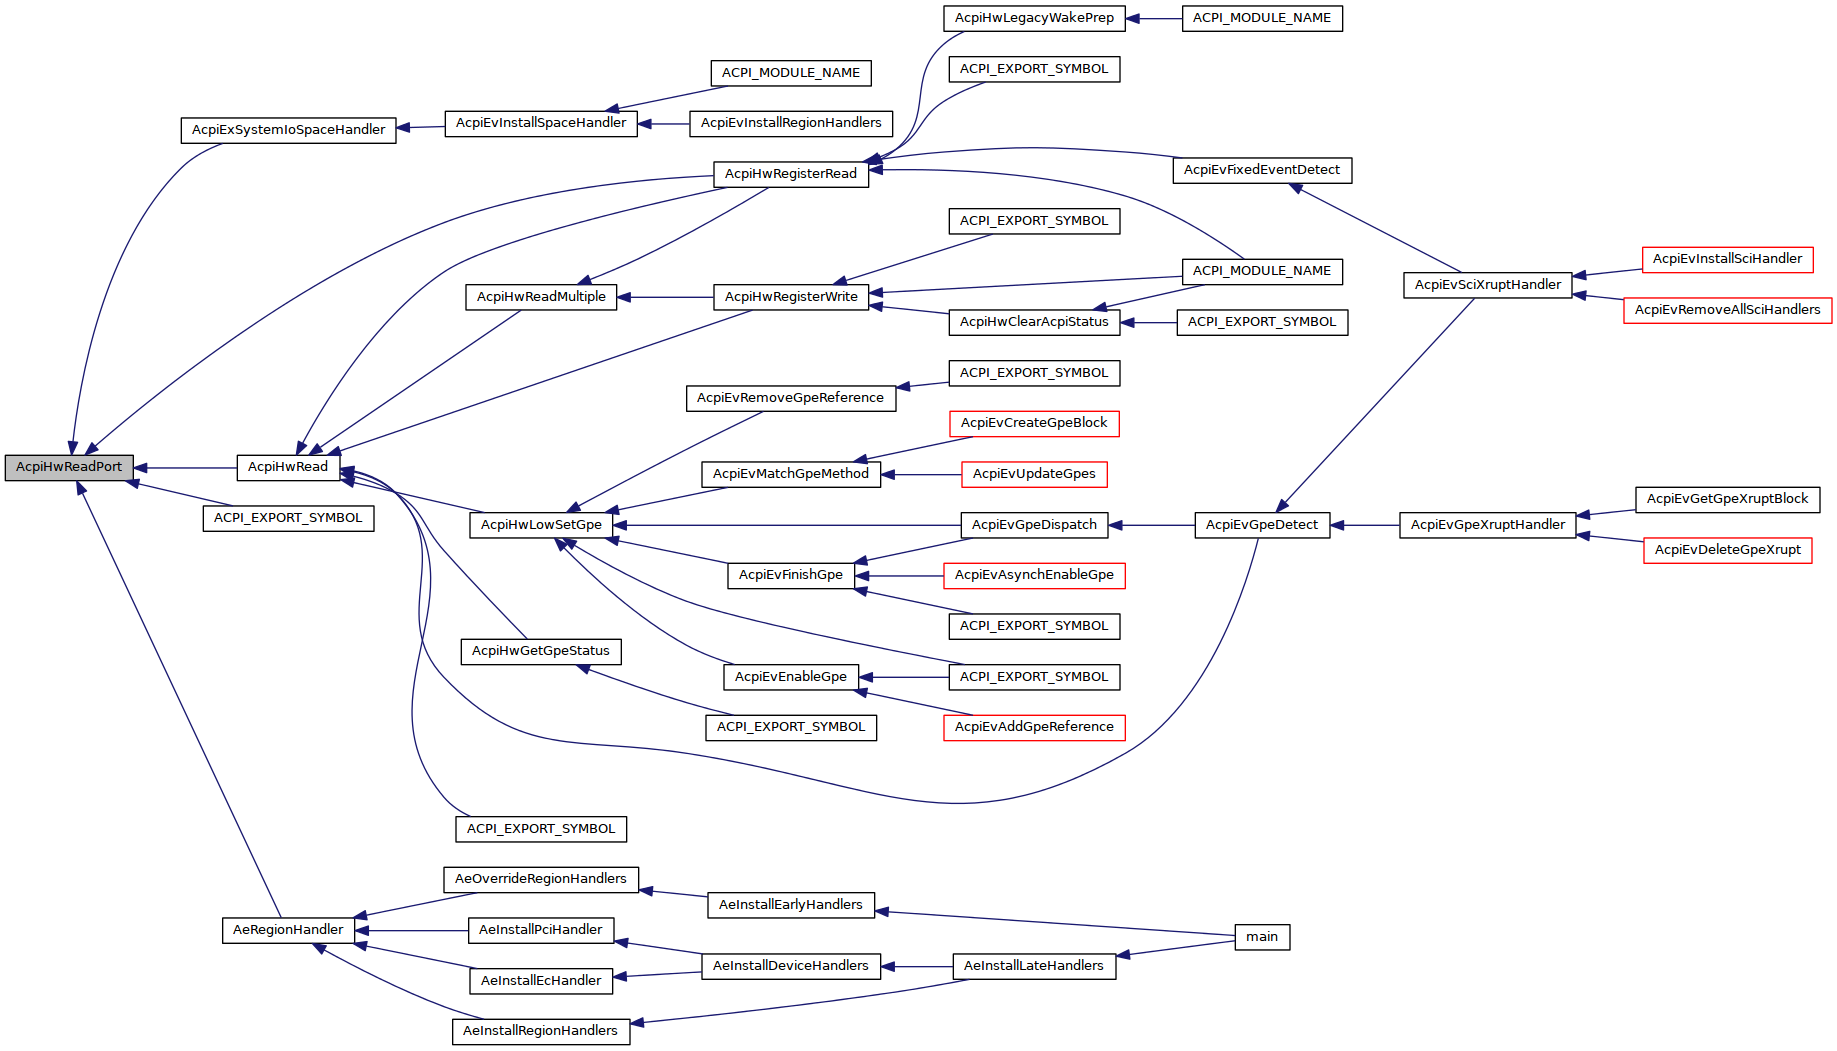 AcpiHwLegacyWakePrep
ACPI_MODULE_NAME
ACPI_EXPORT_SYMBOL
ACPI_MODULE_NAME
AcpiExSystemIoSpaceHandler
AcpiEvInstallSpaceHandler
AcpiEvInstallRegionHandlers
AcpiHwRegisterRead
AcpiEvFixedEventDetect
ACPI_EXPORT_SYMBOL
ACPI_MODULE_NAME
AcpiEvInstallSciHandler
AcpiEvSciXruptHandler
AcpiHwReadMultiple
AcpiHwRegisterWrite
AcpiEvRemoveAllSciHandlers
AcpiHwClearAcpiStatus
ACPI_EXPORT_SYMBOL
ACPI_EXPORT_SYMBOL
AcpiEvRemoveGpeReference
AcpiEvCreateGpeBlock
AcpiHwReadPort
AcpiHwRead
AcpiEvMatchGpeMethod
AcpiEvUpdateGpes
AcpiEvGetGpeXruptBlock
ACPI_EXPORT_SYMBOL
AcpiHwLowSetGpe
AcpiEvGpeDispatch
AcpiEvGpeDetect
AcpiEvGpeXruptHandler
AcpiEvDeleteGpeXrupt
AcpiEvFinishGpe
AcpiEvAsynchEnableGpe
ACPI_EXPORT_SYMBOL
AcpiHwGetGpeStatus
AcpiEvEnableGpe
ACPI_EXPORT_SYMBOL
ACPI_EXPORT_SYMBOL
AcpiEvAddGpeReference
ACPI_EXPORT_SYMBOL
AeOverrideRegionHandlers
AeInstallEarlyHandlers
AeRegionHandler
AeInstallPciHandler
main
AeInstallDeviceHandlers
AeInstallLateHandlers
AeInstallEcHandler
AeInstallRegionHandlers